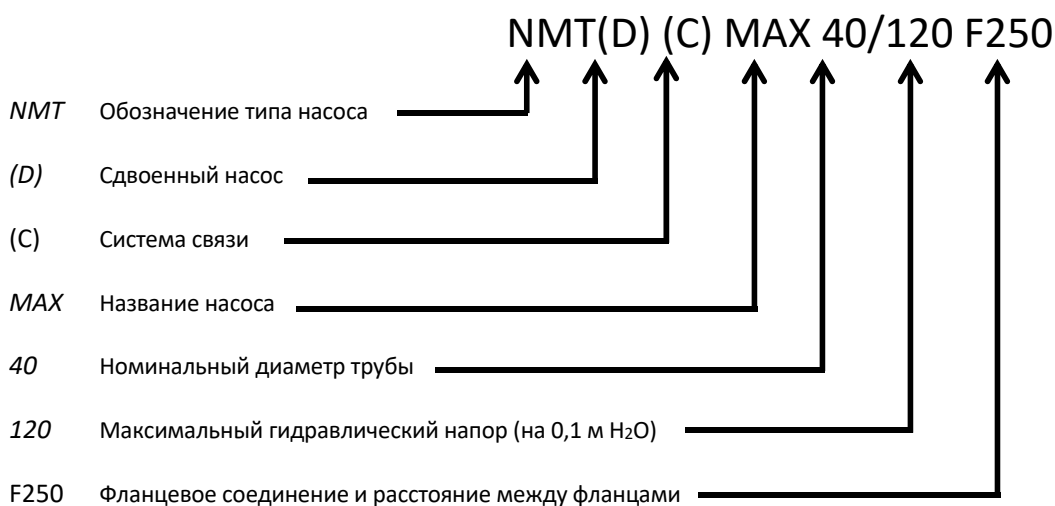 NMT(D) (C) MAX 40/120 F250
NMT Обозначение типа насоса
(D) Сдвоенный насос
(C) Система связи
MAX Название насоса
40 Номинальный диаметр трубы
120 Максимальный гидравлический напор (на 0,1 м H2O)
F250 Фланцевое соединение и расстояние между фланцами